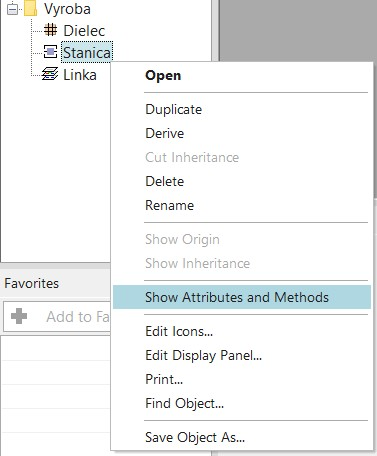 Vyroba
Dielec
Stanica
Linka
Open
Duplicate
Derive
Cut Inheritance
Delete
Rename
Show Origin
Show Inheritance
Show Attributes and Methods
Edit Icons...
Edit Display Panel...
Print...
Find Object...
Save Object As...
Favorites
Add to Fa